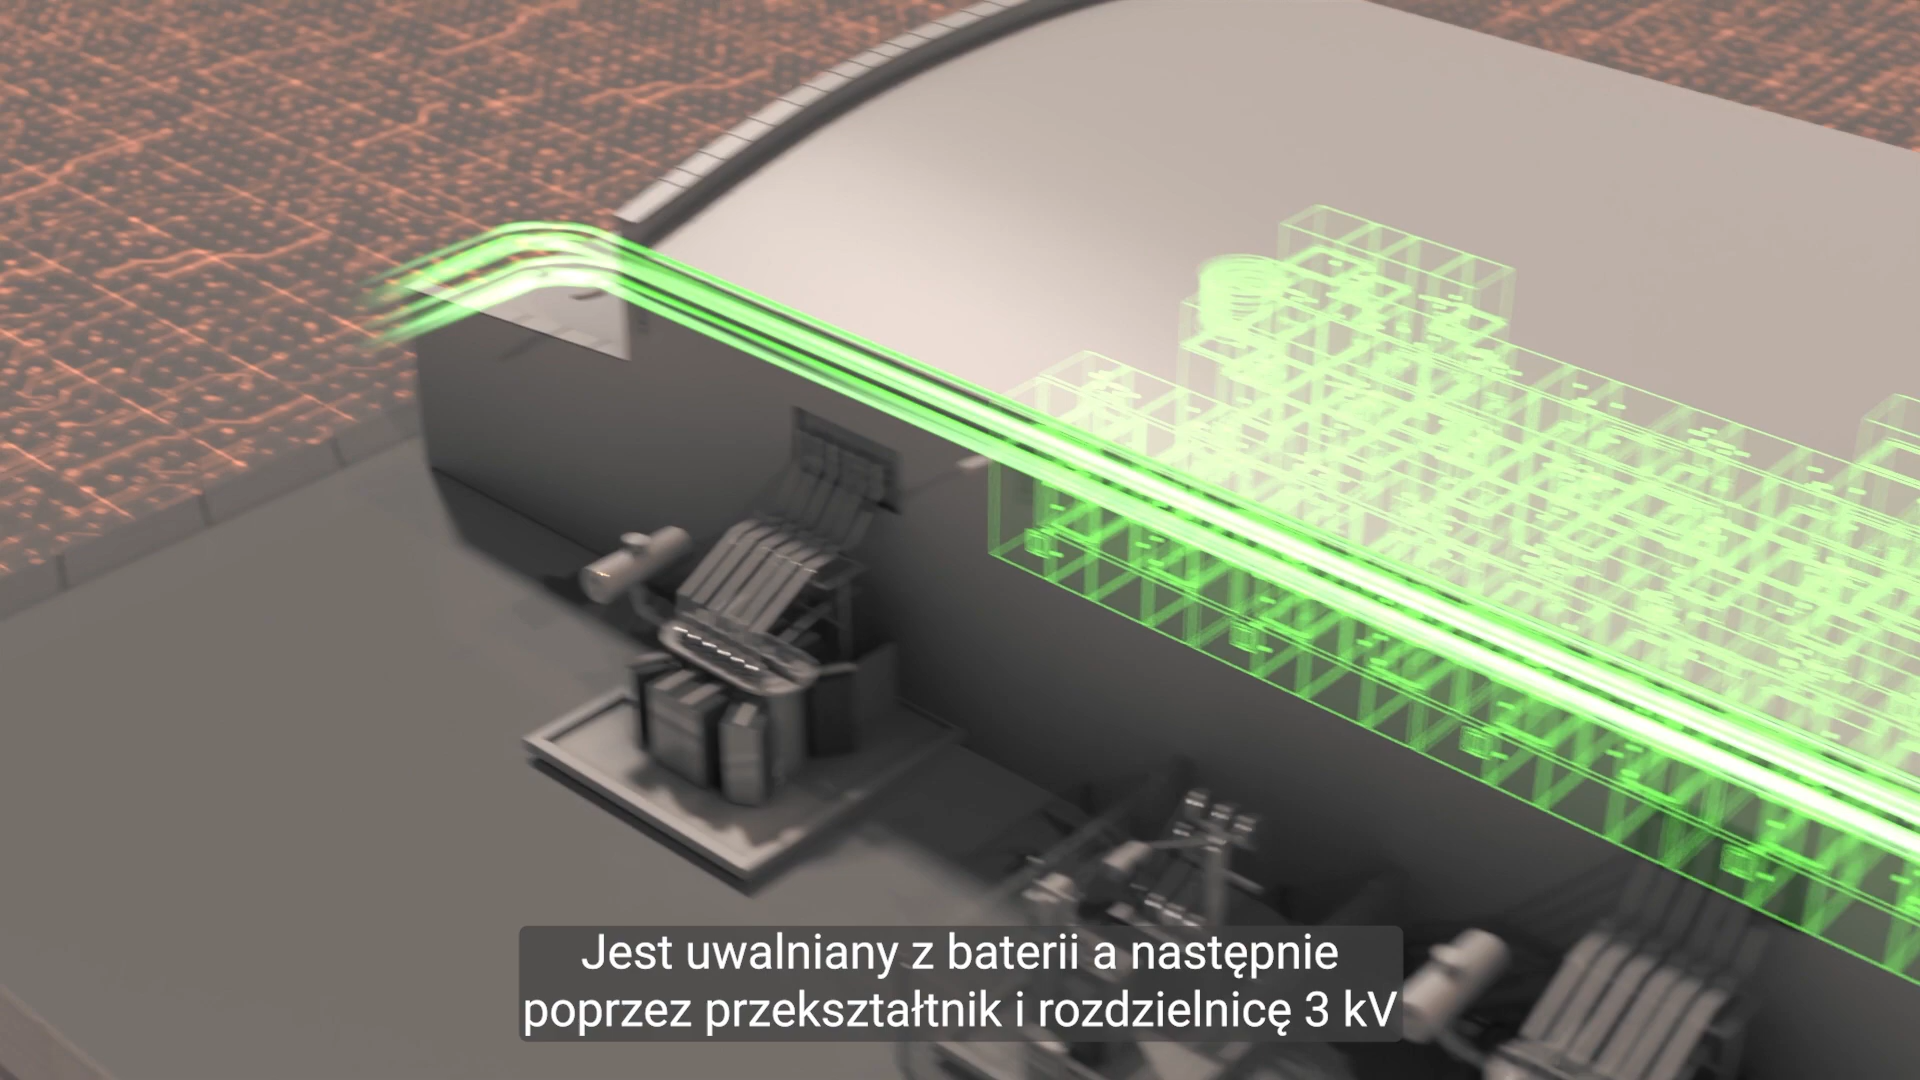 Jest uwalniany z baterii a następnie
poprzez przekształtnik i rozdzielnicę 3 kV